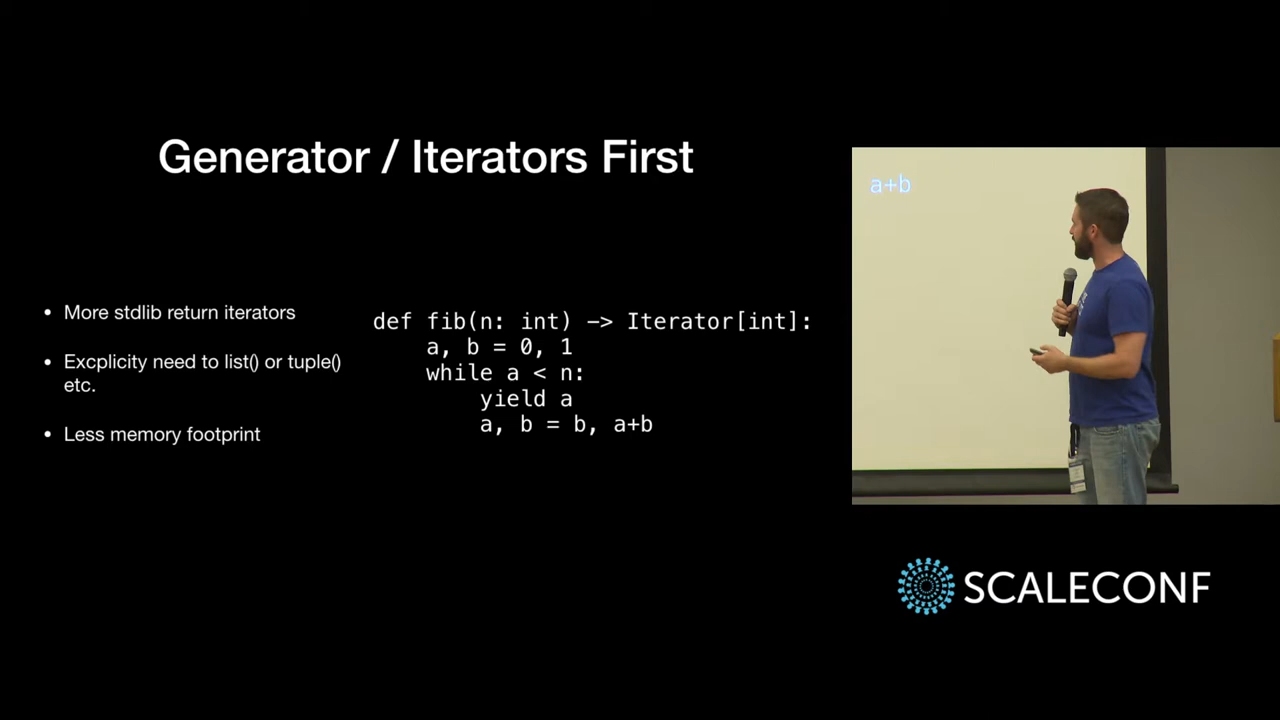 Generator / Iterators First
• More stdlib return iterators
• Excplicity need to list() or tuple()
etc.
• Less memory footprint
def fib(n: int) -> Iterator[int]:
    a, b = 0, 1
    while a < n:
        yield a
        a, b = b, a+b
a+b
SCALECONF